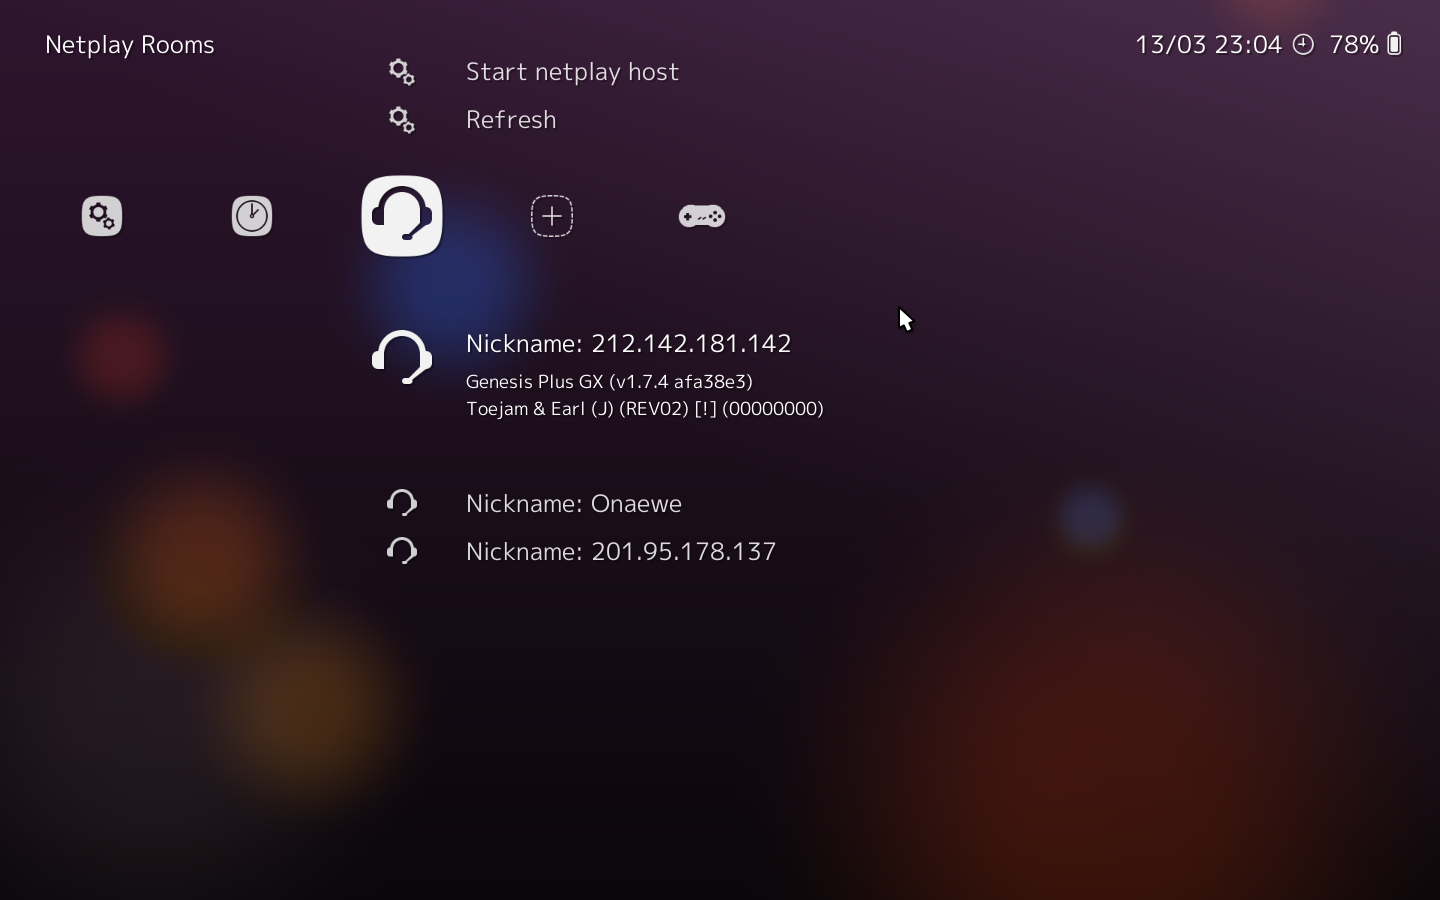 Netplay Rooms
13/03 23:04 78%
Start netplay host
Refresh
Nickname: 212.142.181.142
Genesis Plus GX (v1.7.4 afa38e3)
Toejam & Earl (J) (REV02) [!] (00000000)
Nickname: Onaewe
Nickname: 201.95.178.137